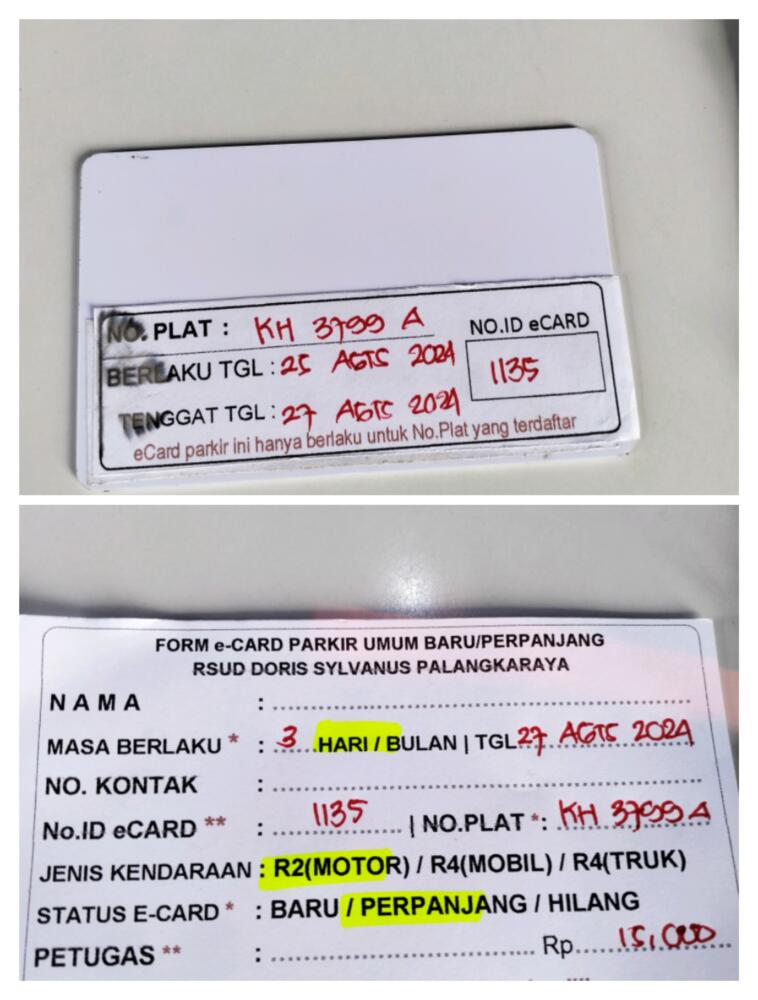 NO. PLAT : KH 3799 A
NO.ID eCARD
BERLAKU TGL : 25 AGTS 2024
1135
TENGGAT TGL : 27 AGTS 2024
eCard parkir ini hanya berlaku untuk No.Plat yang terdaftar
FORM e-CARD PARKIR UMUM BARU/PERPANJANG
RSUD DORIS SYLVANUS PALANGKARAYA
NAMA :
MASA BERLAKU * : 3 HARI / BULAN | TGL 27 AGTS 2024
NO. KONTAK :
No.ID eCARD ** : 1135 | NO.PLAT *: KH 3799 A
JENIS KENDARAAN : R2(MOTOR) / R4(MOBIL) / R4(TRUK)
STATUS E-CARD * : BARU / PERPANJANG / HILANG
PETUGAS ** : Rp. 15,000